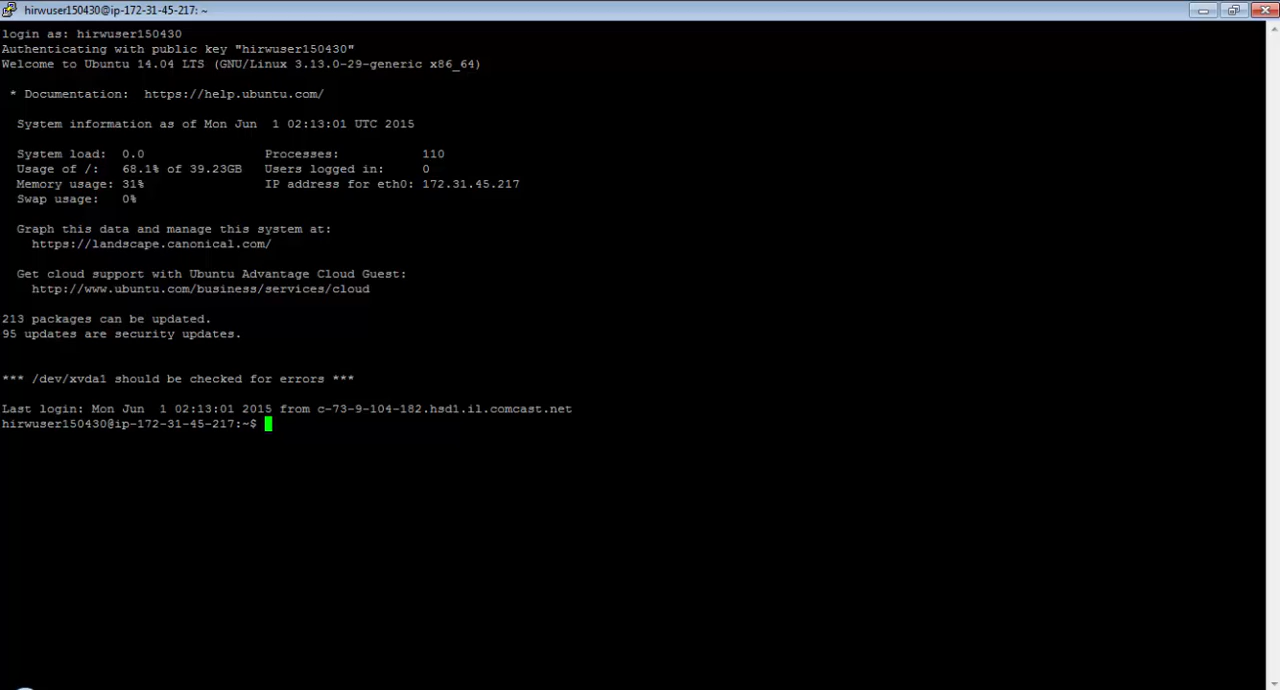 hirwuser150430@ip-172-31-45-217: ~
login as: hirwuser150430
Authenticating with public key "hirwuser150430"
Welcome to Ubuntu 14.04 LTS (GNU/Linux 3.13.0-29-generic x86_64)
* Documentation:  https://help.ubuntu.com/
System information as of Mon Jun  1 02:13:01 UTC 2015
System load:  0.0                Processes:           110
Usage of /:   68.1% of 39.23GB   Users logged in:     0
Memory usage: 31%                IP address for eth0: 172.31.45.217
Swap usage:   0%
Graph this data and manage this system at:
https://landscape.canonical.com/
Get cloud support with Ubuntu Advantage Cloud Guest:
http://www.ubuntu.com/business/services/cloud
213 packages can be updated.
95 updates are security updates.
*** /dev/xvda1 should be checked for errors ***
Last login: Mon Jun  1 02:13:01 2015 from c-73-9-104-182.hsd1.il.comcast.net
hirwuser150430@ip-172-31-45-217:~$